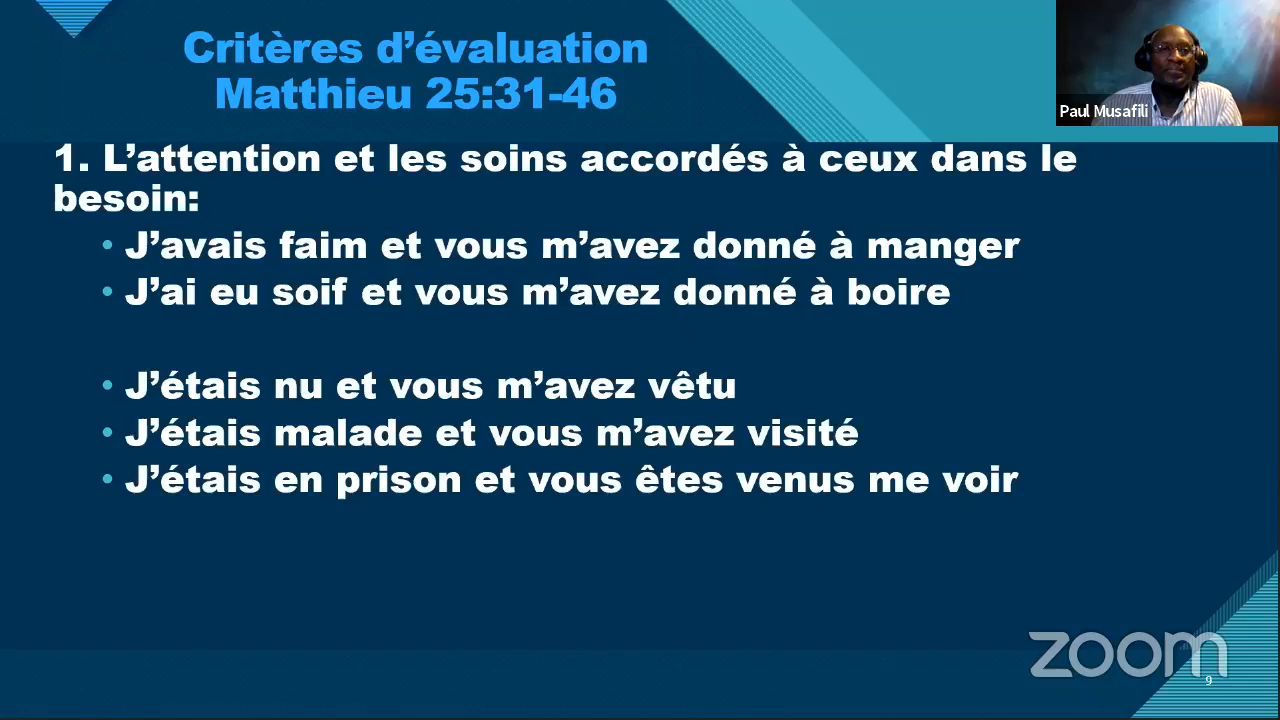 Critères d’évaluation
Matthieu 25:31-46
Paul Musafili
1. L’attention et les soins accordés à ceux dans le
besoin:
• J’avais faim et vous m’avez donné à manger
• J’ai eu soif et vous m’avez donné à boire
• J’étais nu et vous m’avez vêtu
• J’étais malade et vous m’avez visité
• J’étais en prison et vous êtes venus me voir
zoom
9